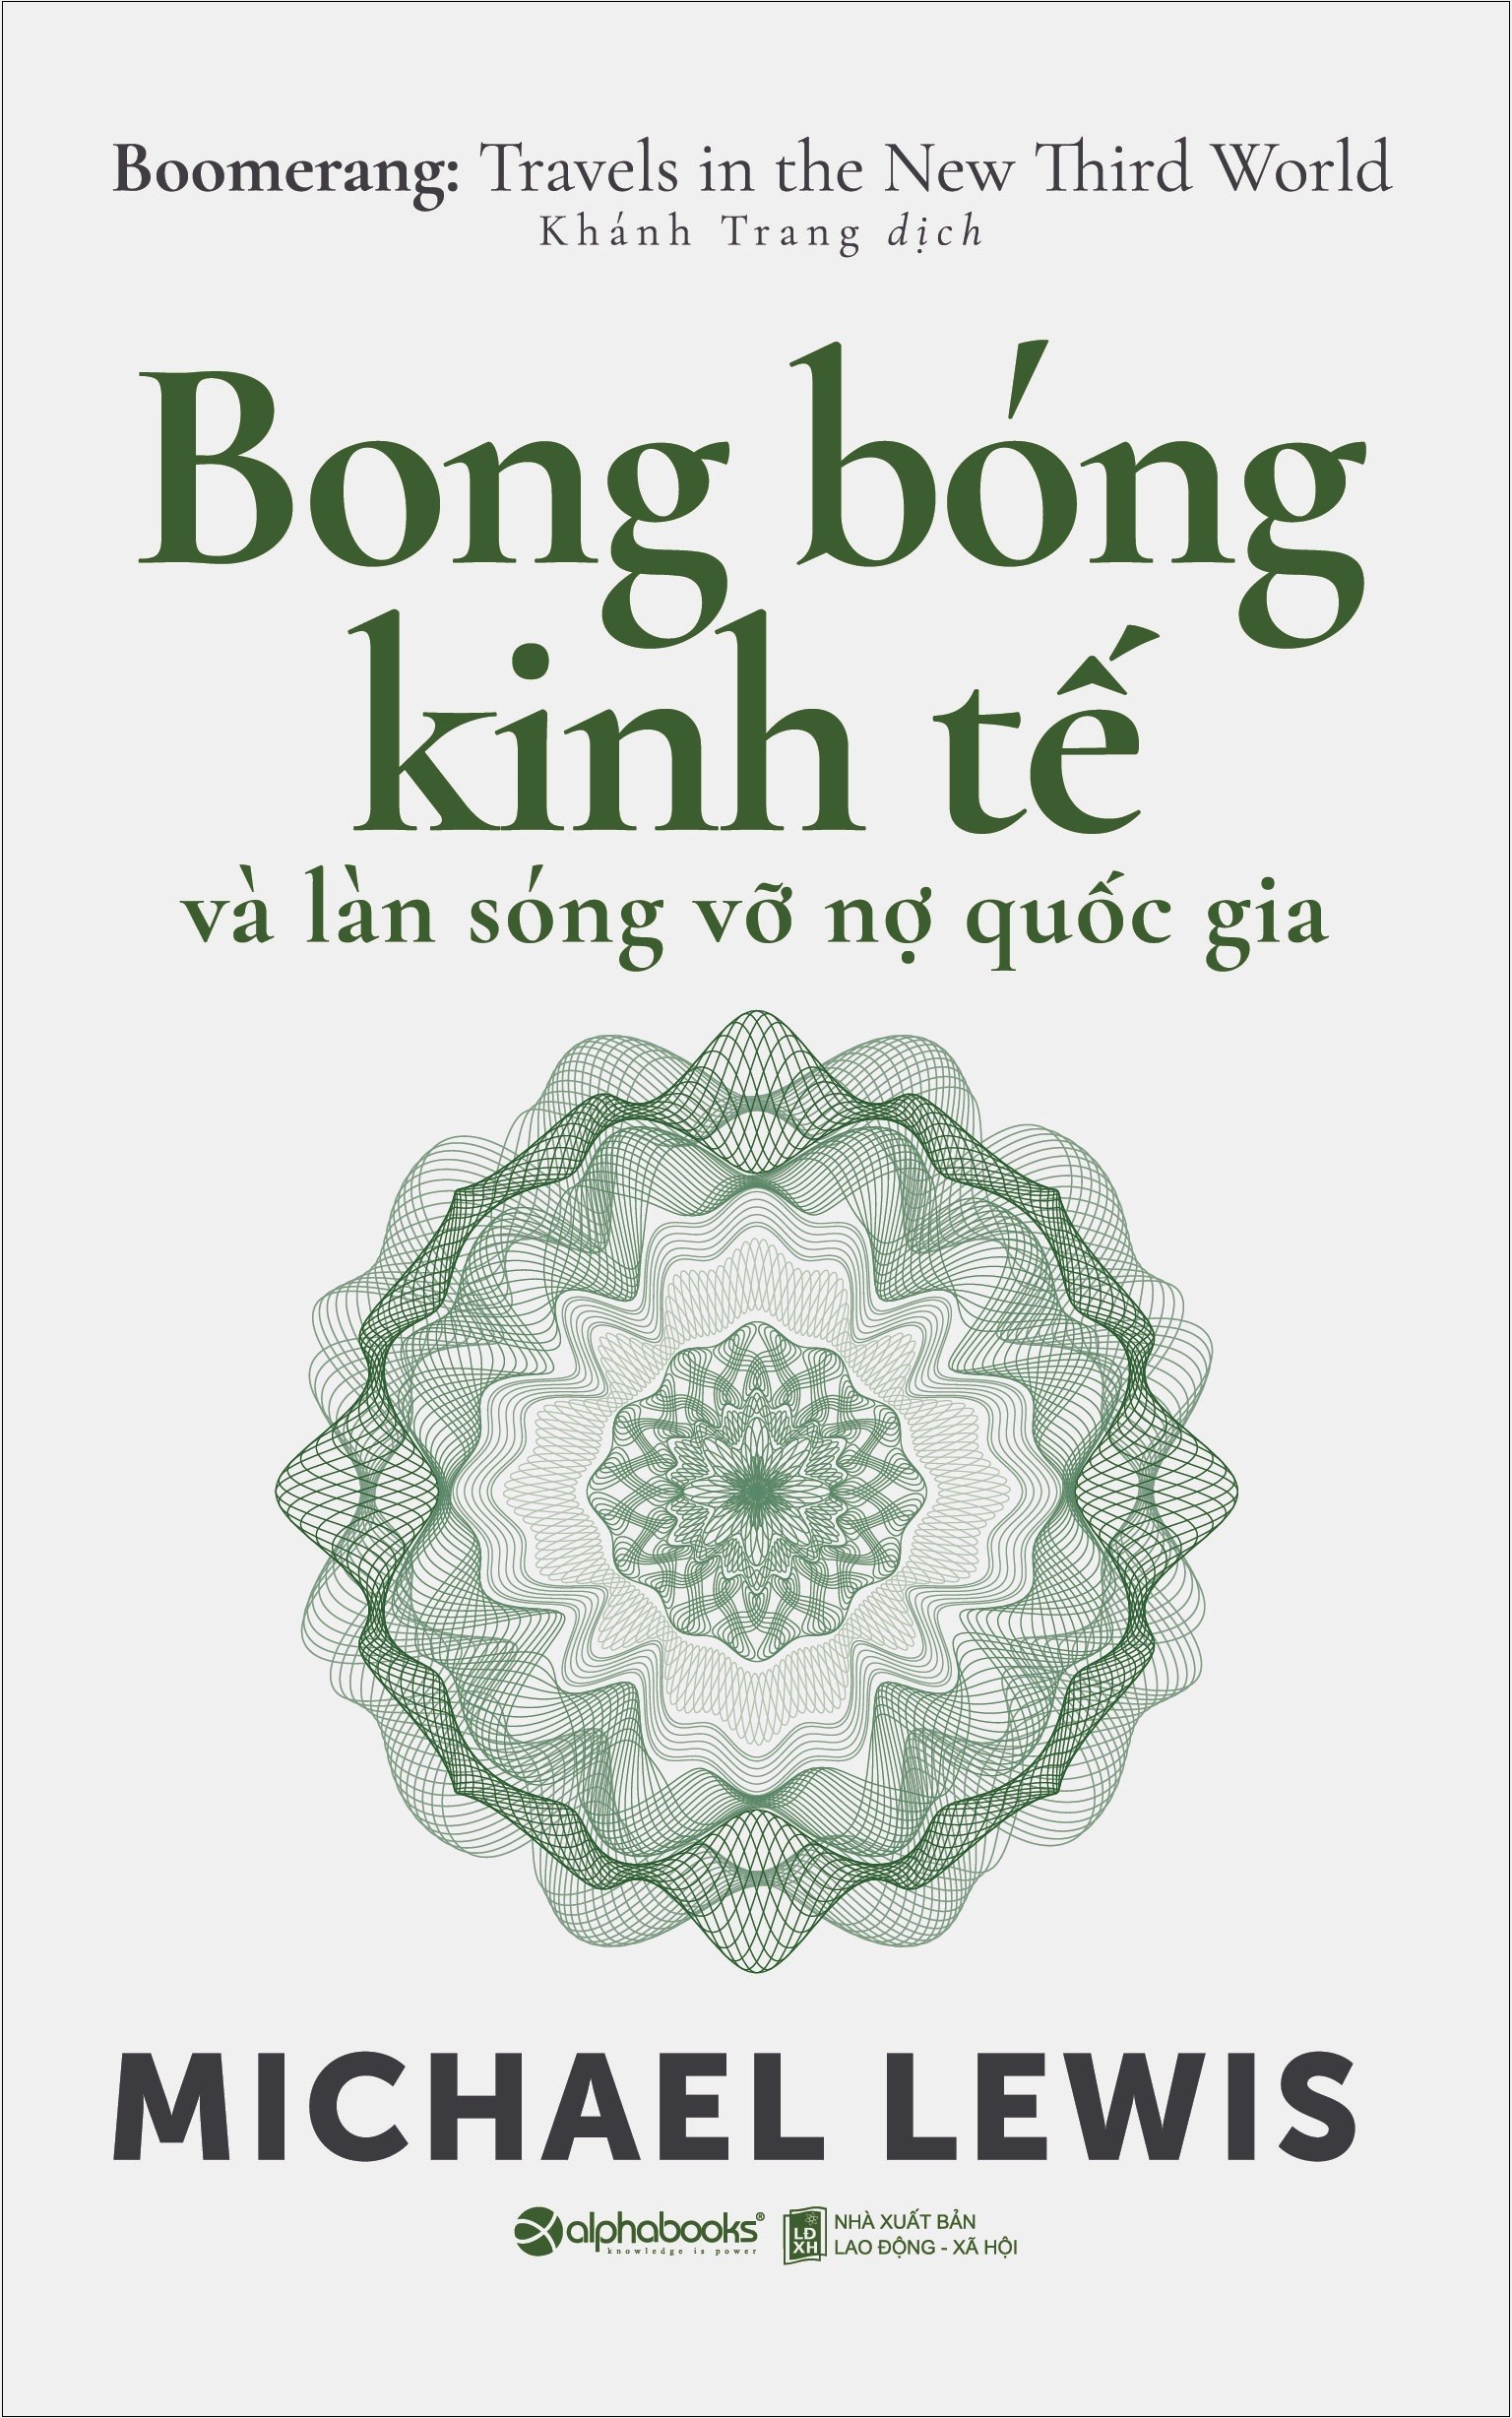 Boomerang: Travels in the New Third World
Khánh Trang dịch
Bong bóng
kinh tế
và làn sóng vỡ nợ quốc gia
MICHAEL LEWIS
alphabooks®
knowledge is power
LĐ
XH
NHÀ XUẤT BẢN
LAO ĐỘNG - XÃ HỘI